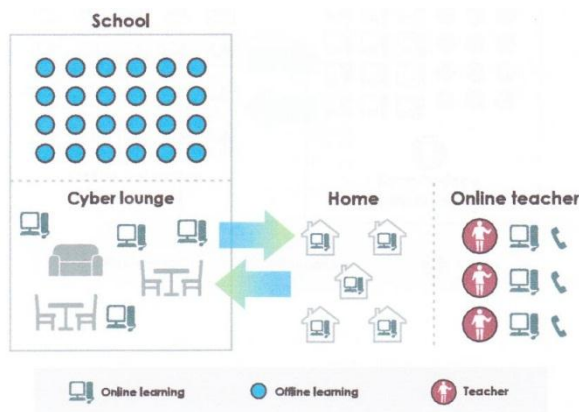 School
Cyber lounge
Home
Online teacher
Online learning
Offline learning
Teacher